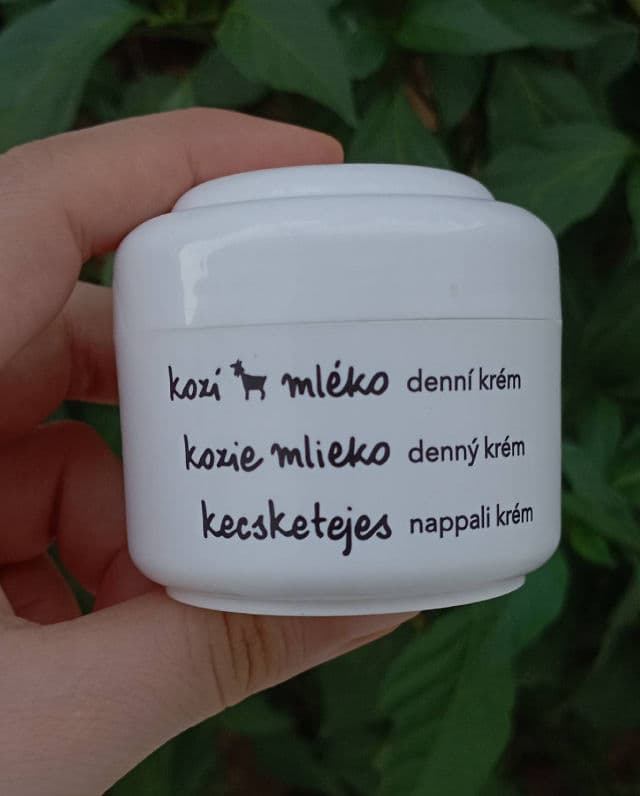 kozí mléko denní krém
kozie mlieko denný krém
kecsketejes nappali krém